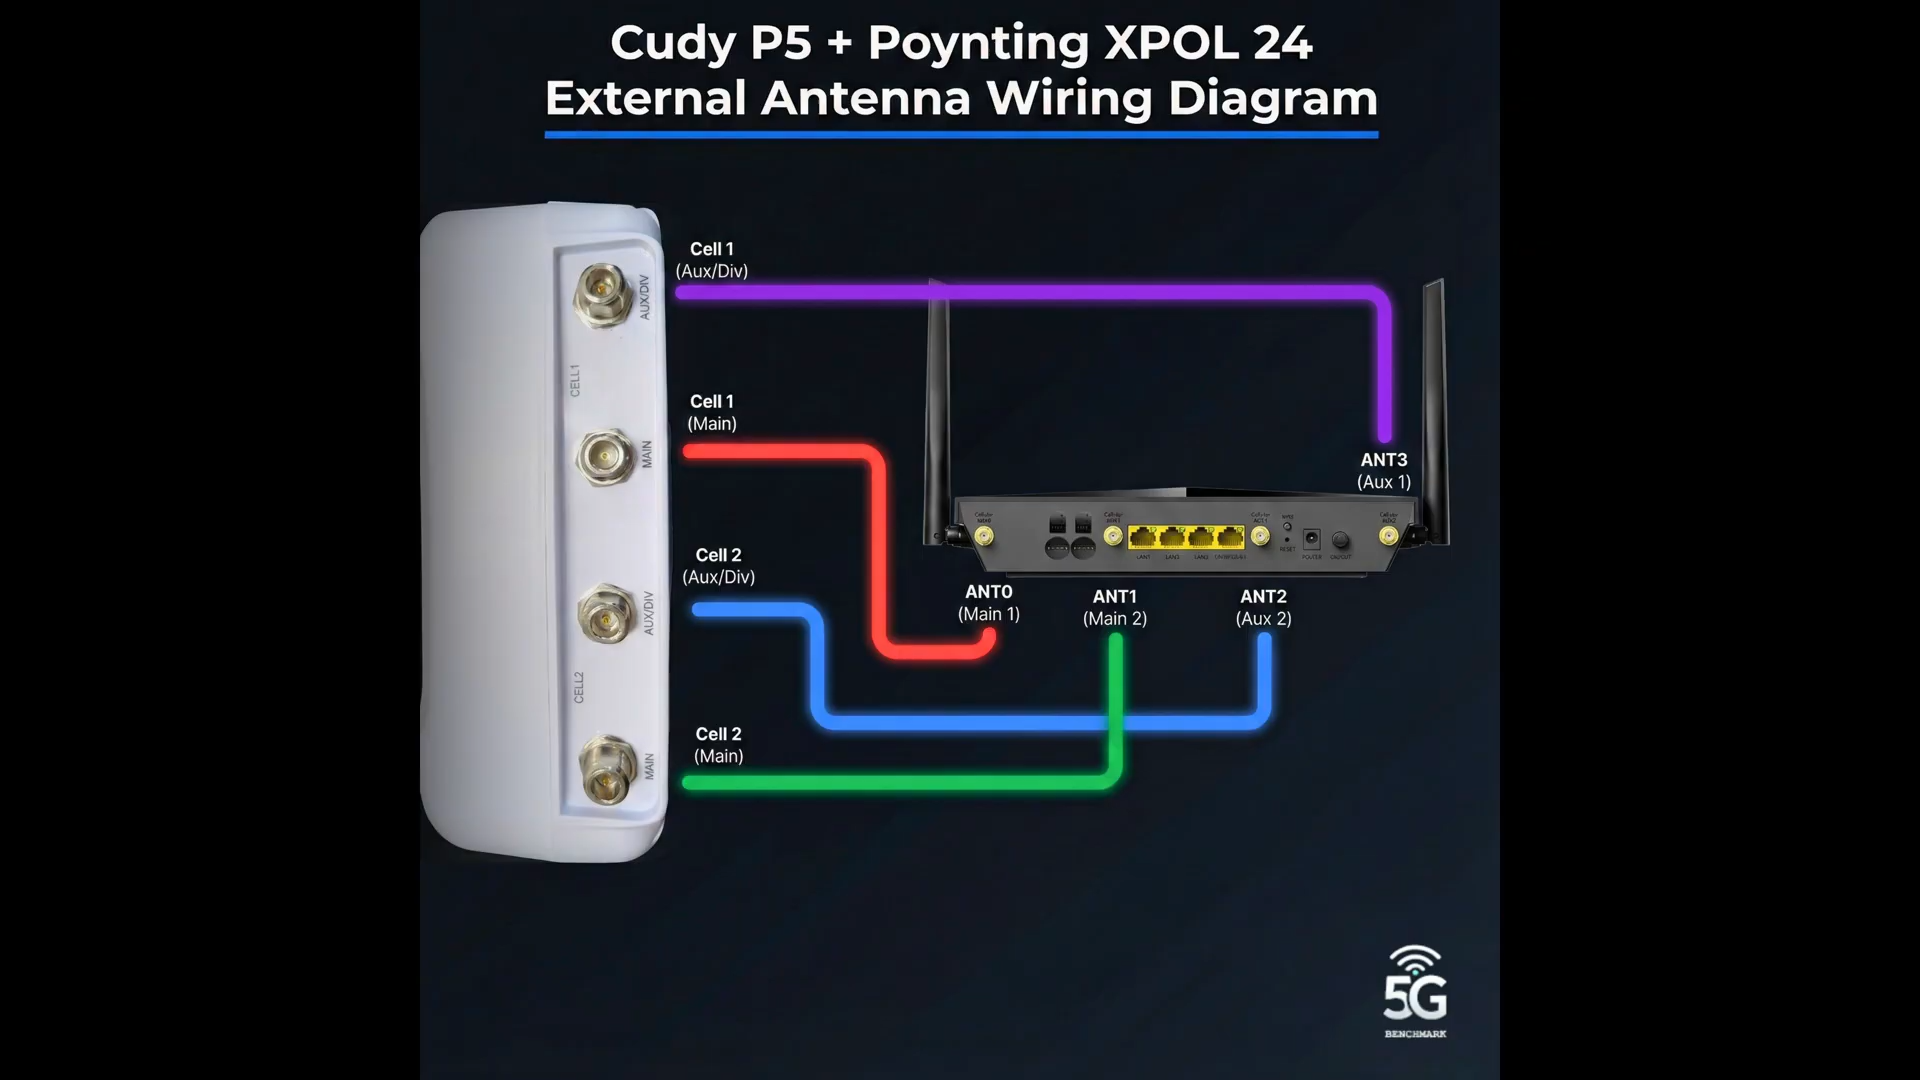 Cudy P5 + Poynting XPOL 24
External Antenna Wiring Diagram
Cell 1
(Aux/Div)
AUX/DIV
CELL1
Cell 1
(Main)
MAIN
ANT3
(Aux 1)
Cell 2
(Aux/Div)
AUX/DIV
CELL2
ANT0
(Main 1)
ANT1
(Main 2)
ANT2
(Aux 2)
RESET
LAN1
Cell 2
(Main)
MAIN
5G
BENCHMARK